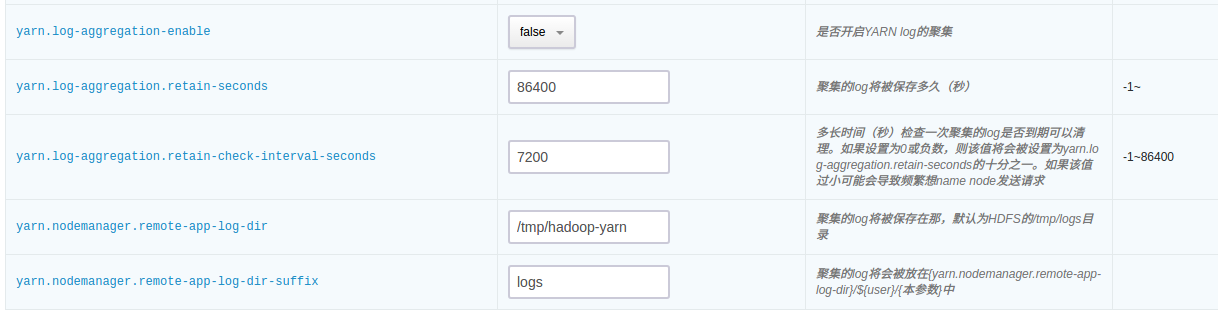 yarn.log-aggregation-enable
false
是否开启YARN log的聚集
yarn.log-aggregation.retain-seconds
86400
聚集的log将被保存多久（秒）
-1~
yarn.log-aggregation.retain-check-interval-seconds
7200
多长时间（秒）检查一次聚集的log是否到期可以清
理。如果设置为0或负数，则该值将会被设置为yarn.lo
g-aggregation.retain-seconds的十分之一。如果该值
过小可能会导致频繁想name node发送请求
-1~86400
yarn.nodemanager.remote-app-log-dir
/tmp/hadoop-yarn
聚集的log将被保存在那，默认为HDFS的/tmp/logs目
录
yarn.nodemanager.remote-app-log-dir-suffix
logs
聚集的log将会被放在{yarn.nodemanager.remote-app-
log-dir}/${user}/{本参数}中